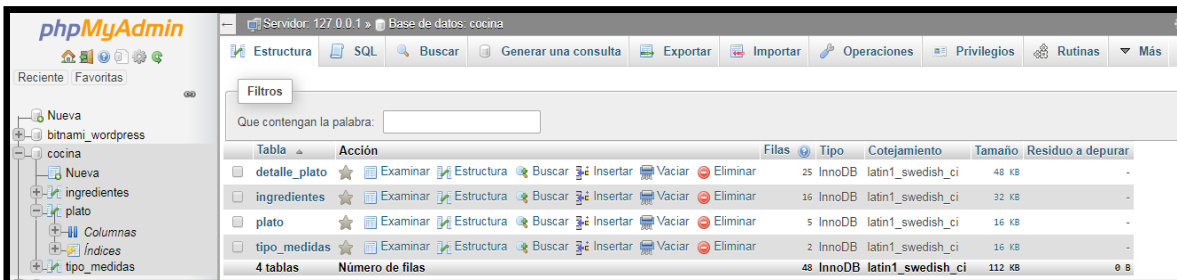 phpMyAdmin
Reciente Favoritas
Nueva
bitnami_wordpress
cocina
Nueva
ingredientes
plato
Columnas
Índices
tipo_medidas
Servidor: 127.0.0.1 » Base de datos: cocina
Estructura SQL Buscar Generar una consulta Exportar Importar Operaciones Privilegios Rutinas Más
Filtros
Que contengan la palabra:
Tabla Acción Filas Tipo Cotejamiento Tamaño Residuo a depurar
detalle_plato Examinar Estructura Buscar Insertar Vaciar Eliminar 25 InnoDB latin1_swedish_ci 48 KB -
ingredientes Examinar Estructura Buscar Insertar Vaciar Eliminar 16 InnoDB latin1_swedish_ci 32 KB -
plato Examinar Estructura Buscar Insertar Vaciar Eliminar 5 InnoDB latin1_swedish_ci 16 KB -
tipo_medidas Examinar Estructura Buscar Insertar Vaciar Eliminar 2 InnoDB latin1_swedish_ci 16 KB -
4 tablas Número de filas 48 InnoDB latin1_swedish_ci 112 KB 0 B